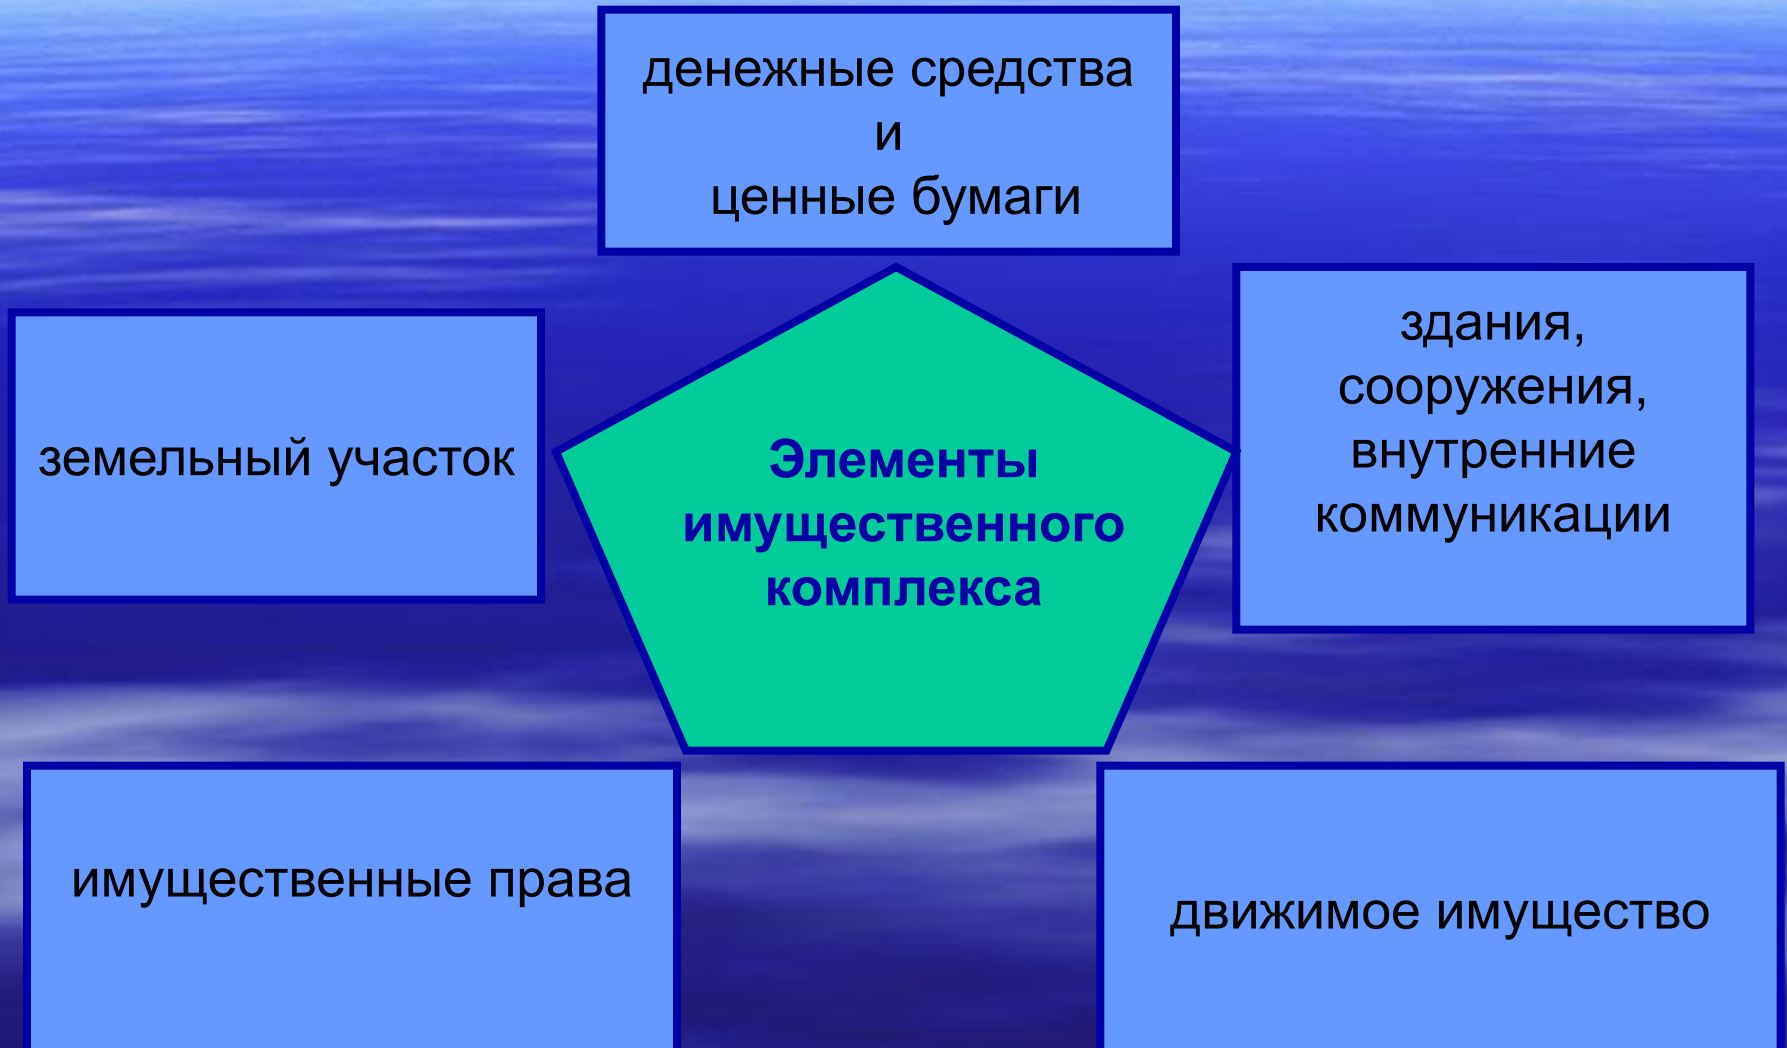 денежные средства
и
ценные бумаги
земельный участок
Элементы
имущественного
комплекса
здания,
сооружения,
внутренние
коммуникации
имущественные права
движимое имущество